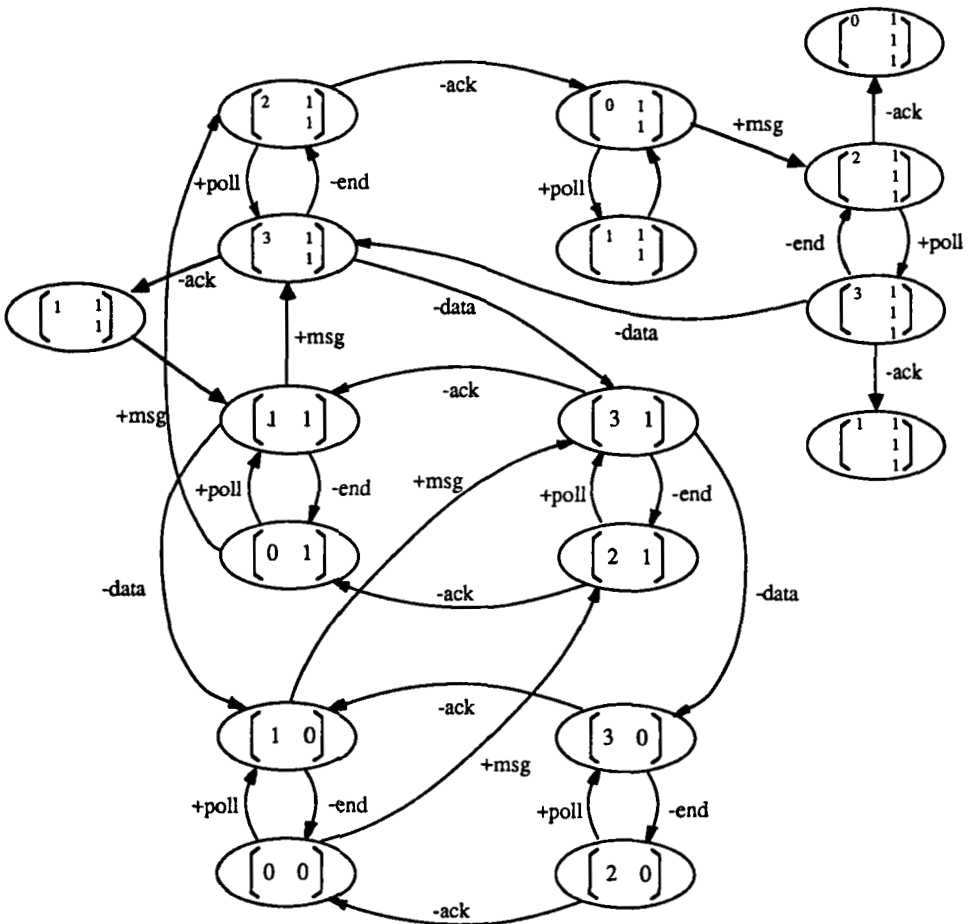 0 1
1
1
-ack
2 1
1
-ack
0 1
1
+msg
2 1
1
1
+poll
-end
+poll
3 1
1
1 1
1
-end
+poll
3 1
1
1
-ack
1 1
1
-data
-data
+msg
-ack
1 1
1
1
-ack
+msg
1 1
3 1
+poll
-end
+msg
+poll
-end
0 1
2 1
-data
-ack
-data
-ack
1 0
3 0
+msg
+poll
-end
+poll
-end
0 0
2 0
-ack